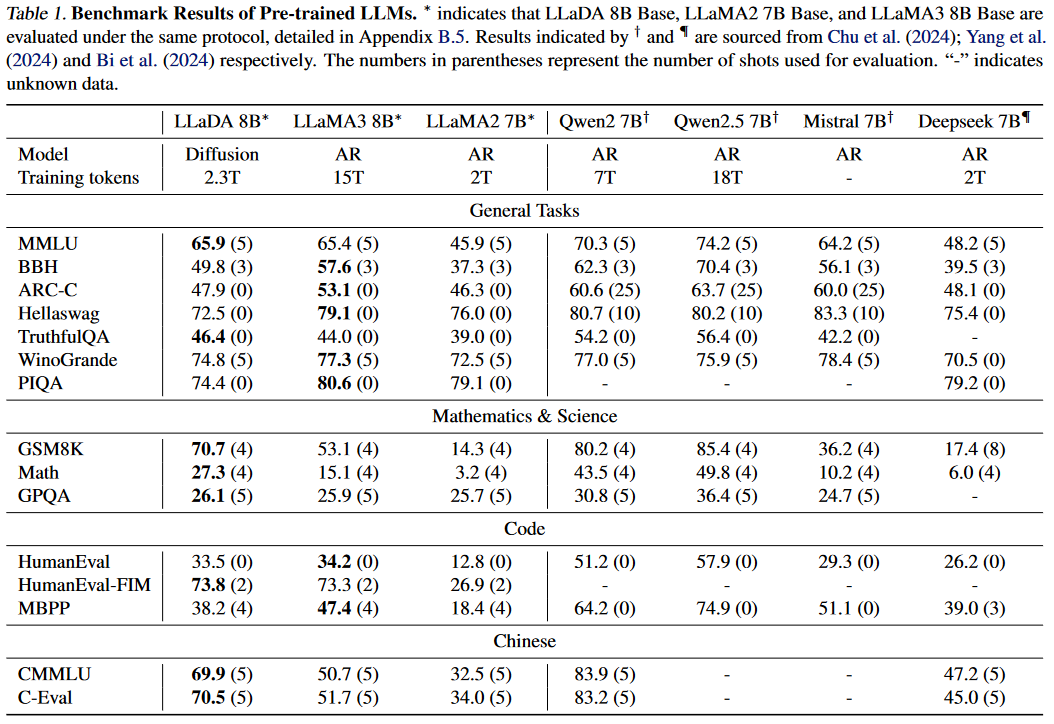 Table 1. Benchmark Results of Pre-trained LLMs. * indicates that LLaDA 8B Base, LLaMA2 7B Base, and LLaMA3 8B Base are
evaluated under the same protocol, detailed in Appendix B.5. Results indicated by † and ¶ are sourced from Chu et al. (2024); Yang et al.
(2024) and Bi et al. (2024) respectively. The numbers in parentheses represent the number of shots used for evaluation. “-” indicates
unknown data.
LLaDA 8B* LLaMA3 8B* LLaMA2 7B* Qwen2 7B† Qwen2.5 7B† Mistral 7B† Deepseek 7B¶
Model Diffusion AR AR AR AR AR AR
Training tokens 2.3T 15T 2T 7T 18T - 2T
General Tasks
MMLU 65.9 (5) 65.4 (5) 45.9 (5) 70.3 (5) 74.2 (5) 64.2 (5) 48.2 (5)
BBH 49.8 (3) 57.6 (3) 37.3 (3) 62.3 (3) 70.4 (3) 56.1 (3) 39.5 (3)
ARC-C 47.9 (0) 53.1 (0) 46.3 (0) 60.6 (25) 63.7 (25) 60.0 (25) 48.1 (0)
Hellaswag 72.5 (0) 79.1 (0) 76.0 (0) 80.7 (10) 80.2 (10) 83.3 (10) 75.4 (0)
TruthfulQA 46.4 (0) 44.0 (0) 39.0 (0) 54.2 (0) 56.4 (0) 42.2 (0) -
WinoGrande 74.8 (5) 77.3 (5) 72.5 (5) 77.0 (5) 75.9 (5) 78.4 (5) 70.5 (0)
PIQA 74.4 (0) 80.6 (0) 79.1 (0) - - - 79.2 (0)
Mathematics & Science
GSM8K 70.7 (4) 53.1 (4) 14.3 (4) 80.2 (4) 85.4 (4) 36.2 (4) 17.4 (8)
Math 27.3 (4) 15.1 (4) 3.2 (4) 43.5 (4) 49.8 (4) 10.2 (4) 6.0 (4)
GPQA 26.1 (5) 25.9 (5) 25.7 (5) 30.8 (5) 36.4 (5) 24.7 (5) -
Code
HumanEval 33.5 (0) 34.2 (0) 12.8 (0) 51.2 (0) 57.9 (0) 29.3 (0) 26.2 (0)
HumanEval-FIM 73.8 (2) 73.3 (2) 26.9 (2) - - - -
MBPP 38.2 (4) 47.4 (4) 18.4 (4) 64.2 (0) 74.9 (0) 51.1 (0) 39.0 (3)
Chinese
CMMLU 69.9 (5) 50.7 (5) 32.5 (5) 83.9 (5) - - 47.2 (5)
C-Eval 70.5 (5) 51.7 (5) 34.0 (5) 83.2 (5) - - 45.0 (5)